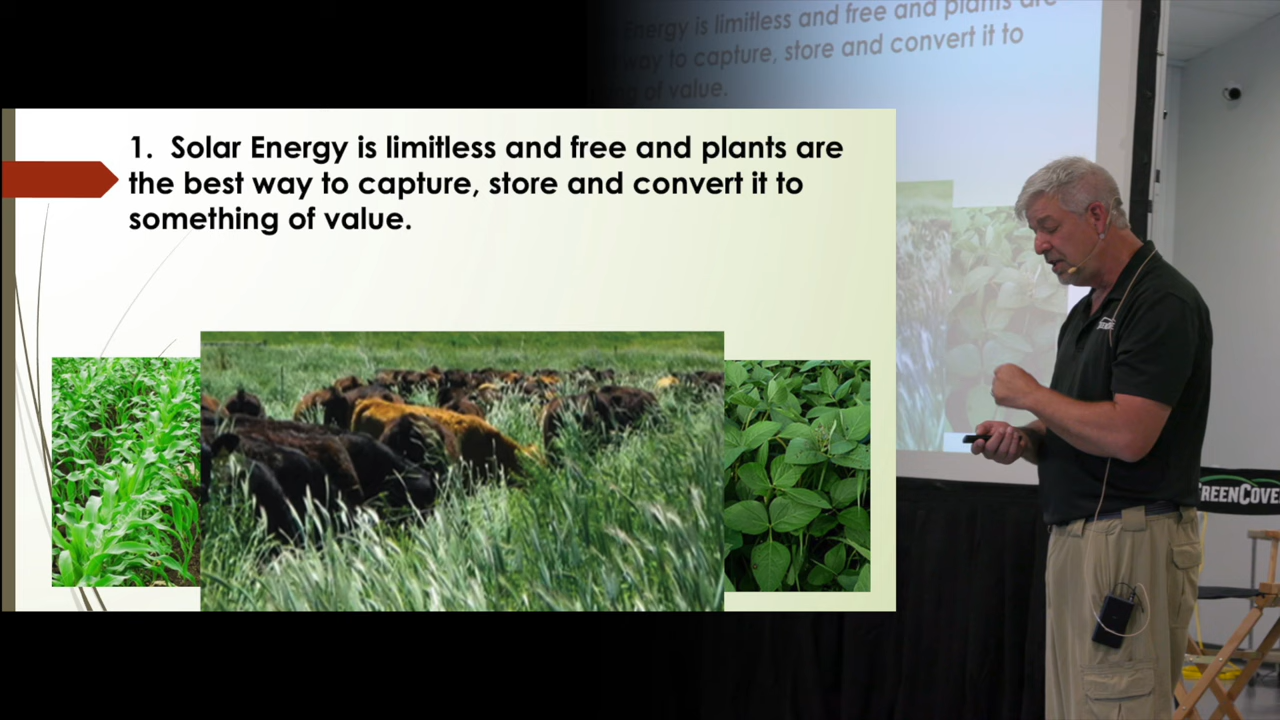 1. Solar Energy is limitless and free and plants are
the best way to capture, store and convert it to
something of value.
Energy is limitless and free and plants are
way to capture, store and convert it to
of value.
REENCOVE